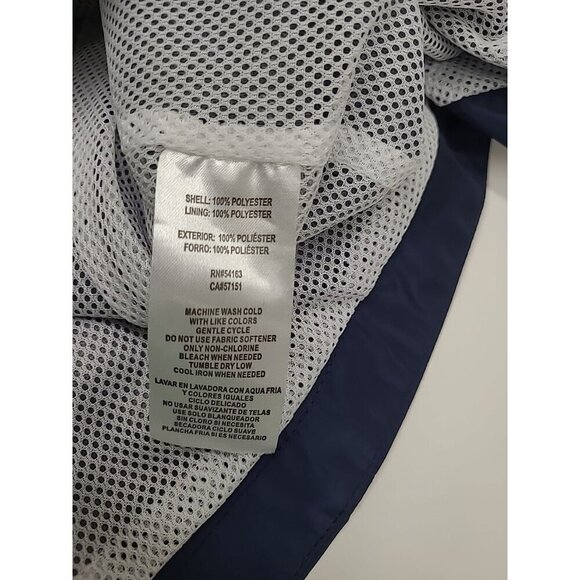 SHELL: 100% POLYESTER
LINING: 100% POLYESTER
EXTERIOR: 100% POLIÉSTER
FORRO: 100% POLIÉSTER
RN#54163
CA#57151
MACHINE WASH COLD
WITH LIKE COLORS
GENTLE CYCLE
DO NOT USE FABRIC SOFTENER
ONLY NON-CHLORINE
BLEACH WHEN NEEDED
TUMBLE DRY LOW
COOL IRON WHEN NEEDED
LAVAR EN LAVADORA CON AQUA FRIA
Y COLORES IGUALES
CICLO DELICADO
NO USAR SUAVIZANTE DE TELAS
USE SOLO BLANQUEADOR
SIN CLORO SI NECESITA
SECADORA CICLO SUAVE
PLANCHA FRIA SI ES NECESARIO